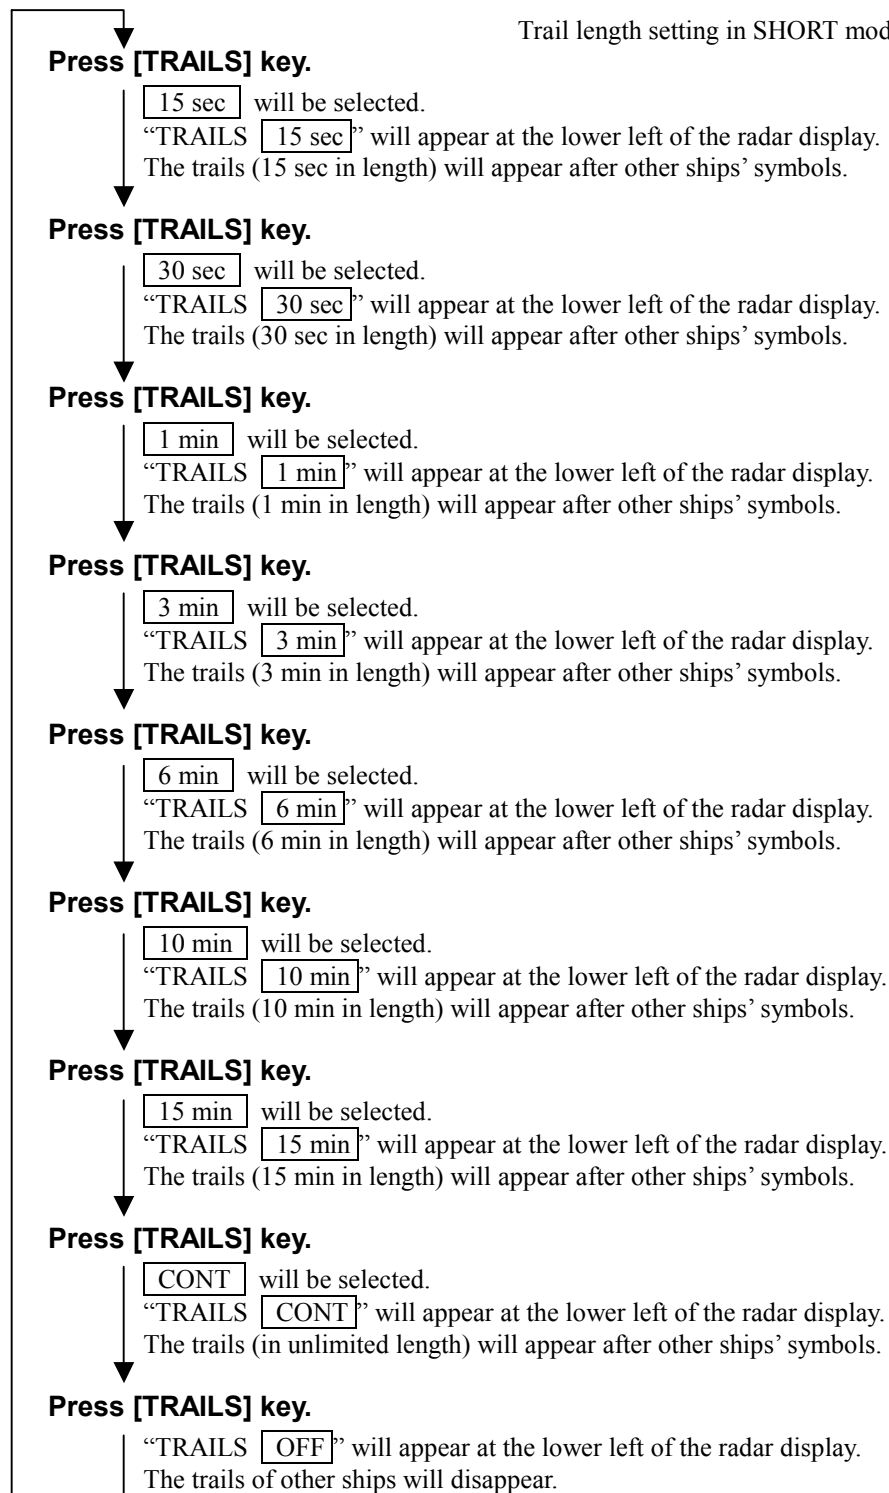 Trail length setting in SHORT mod
Press [TRAILS] key.
15 sec will be selected.
“TRAILS 15 sec” will appear at the lower left of the radar display.
The trails (15 sec in length) will appear after other ships’ symbols.
Press [TRAILS] key.
30 sec will be selected.
“TRAILS 30 sec” will appear at the lower left of the radar display.
The trails (30 sec in length) will appear after other ships’ symbols.
Press [TRAILS] key.
1 min will be selected.
“TRAILS 1 min” will appear at the lower left of the radar display.
The trails (1 min in length) will appear after other ships’ symbols.
Press [TRAILS] key.
3 min will be selected.
“TRAILS 3 min” will appear at the lower left of the radar display.
The trails (3 min in length) will appear after other ships’ symbols.
Press [TRAILS] key.
6 min will be selected.
“TRAILS 6 min” will appear at the lower left of the radar display.
The trails (6 min in length) will appear after other ships’ symbols.
Press [TRAILS] key.
10 min will be selected.
“TRAILS 10 min” will appear at the lower left of the radar display.
The trails (10 min in length) will appear after other ships’ symbols.
Press [TRAILS] key.
15 min will be selected.
“TRAILS 15 min” will appear at the lower left of the radar display.
The trails (15 min in length) will appear after other ships’ symbols.
Press [TRAILS] key.
CONT will be selected.
“TRAILS CONT” will appear at the lower left of the radar display.
The trails (in unlimited length) will appear after other ships’ symbols.
Press [TRAILS] key.
“TRAILS OFF” will appear at the lower left of the radar display.
The trails of other ships will disappear.